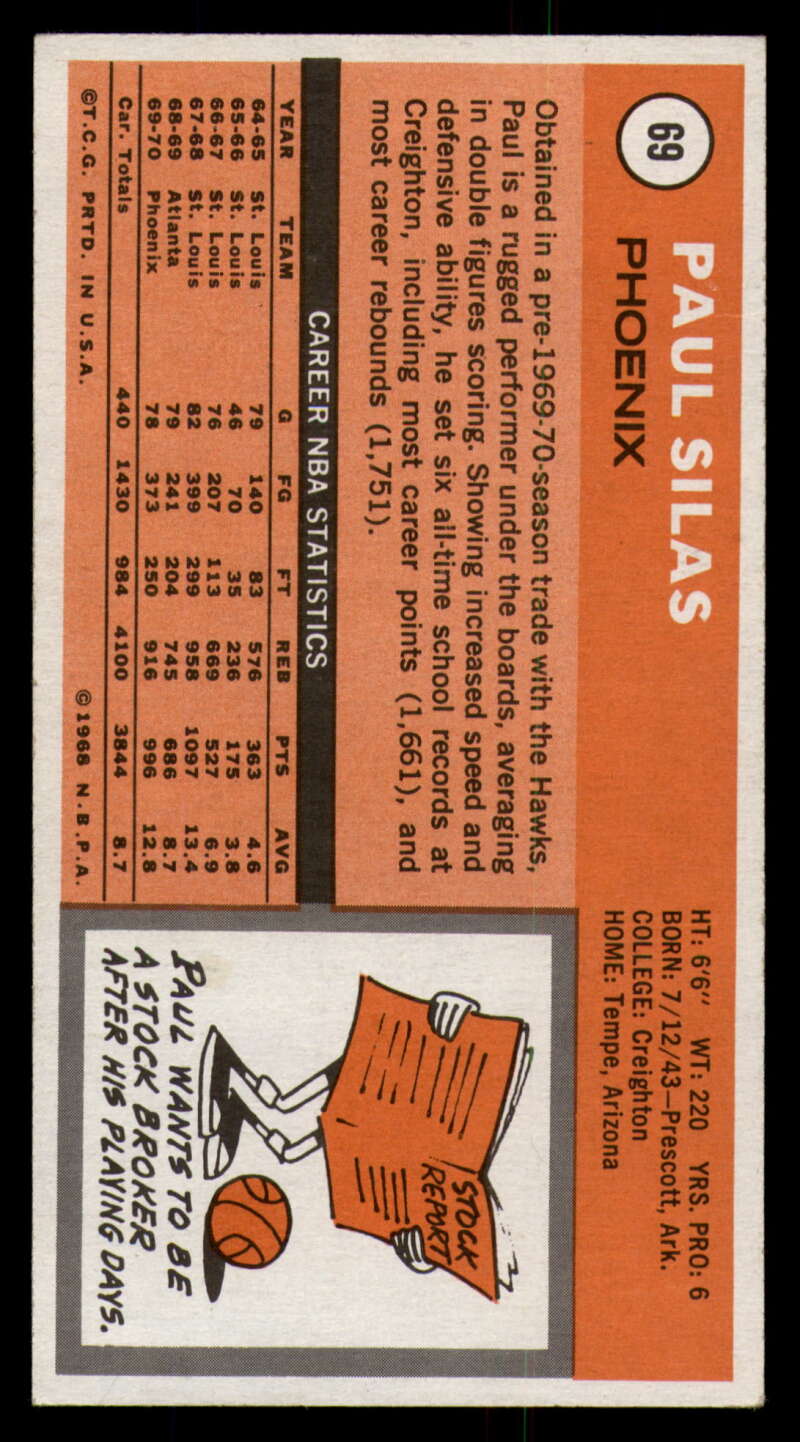 69
PAUL SILAS
PHOENIX
HT: 6'6" WT: 220 YRS. PRO: 6
BORN: 7/12/43—Prescott, Ark.
COLLEGE: Creighton
HOME: Tempe, Arizona
Obtained in a pre-1969-70-season trade with the Hawks,
Paul is a rugged performer under the boards, averaging
in double figures scoring. Showing increased speed and
defensive ability, he set six all-time school records at
Creighton, including most career points (1,661), and
most career rebounds (1,751).
CAREER NBA STATISTICS
YEAR TEAM G FG FT REB PTS AVG
64-65 St. Louis 79 140 83 576 363 4.6
65-66 St. Louis 46 70 35 236 175 3.8
66-67 St. Louis 76 207 113 669 527 6.9
67-68 St. Louis 82 399 299 958 1097 13.4
68-69 Atlanta 79 241 204 745 686 8.7
69-70 Phoenix 78 373 250 916 996 12.8
Car. Totals 440 1430 984 4100 3844 8.7
©T.C.G. PRTD. IN U.S.A. ©1968 N.B.P.A.
STOCK
REPORT
PAUL WANTS TO BE
A STOCK BROKER
AFTER HIS PLAYING DAYS.